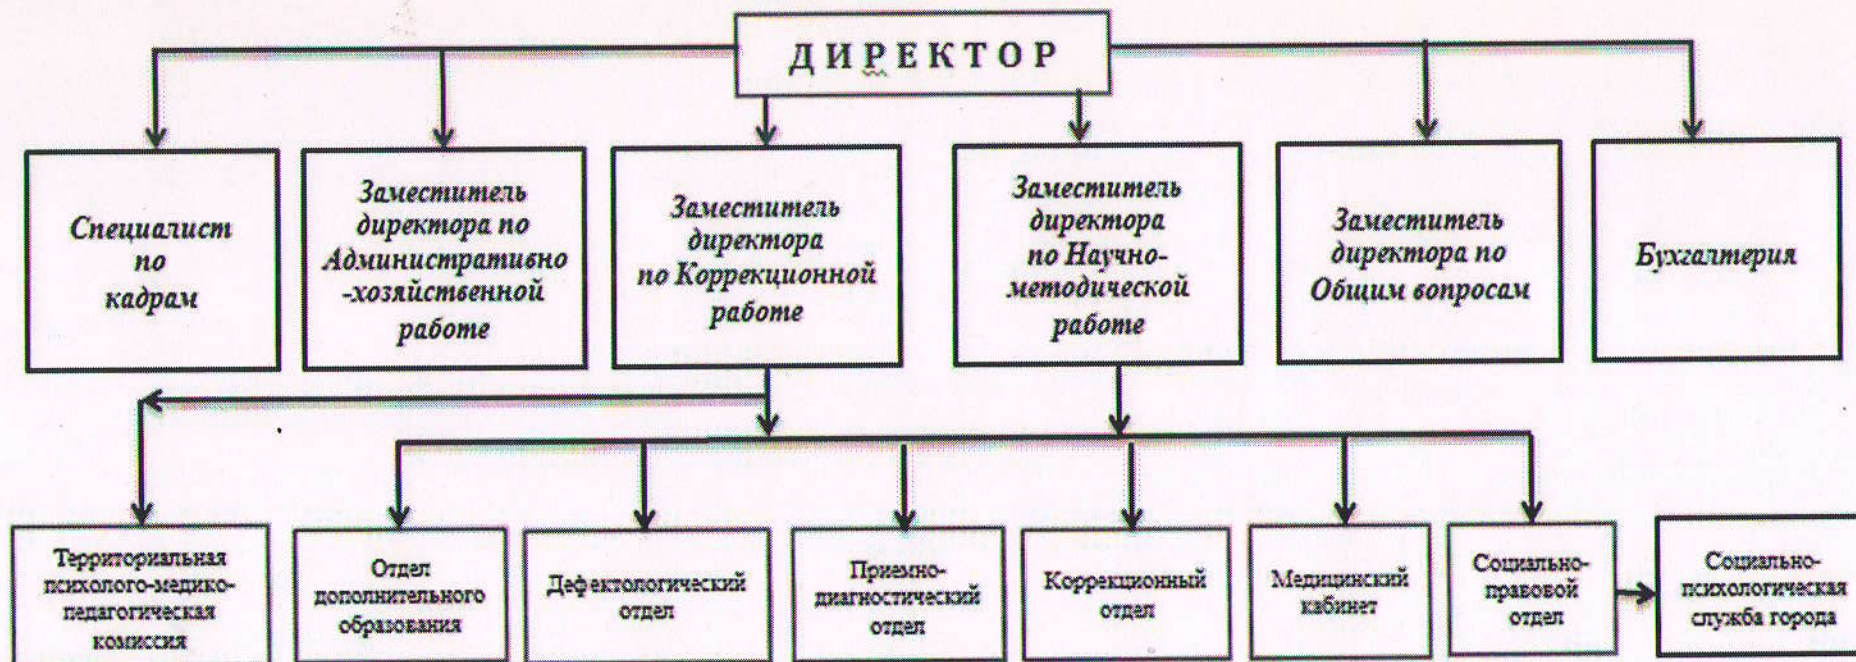 ДИРЕКТОР
Специалист
по
кадрам
Заместитель
директора по
Административно
-хозяйственной
работе
Заместитель
директора
по Коррекционной
работе
Заместитель
директора
по Научно-
методической
работе
Заместитель
директора по
Общим вопросам
Бухгалтерия
Территориальная
психолого-медико-
педагогическая
комиссия
Отдел
дополнительного
образования
Дефектологический
отдел
Приемно-
диагностический
отдел
Коррекционный
отдел
Медицинский
кабинет
Социально-
правовой
отдел
Социально-
психологическая
служба города